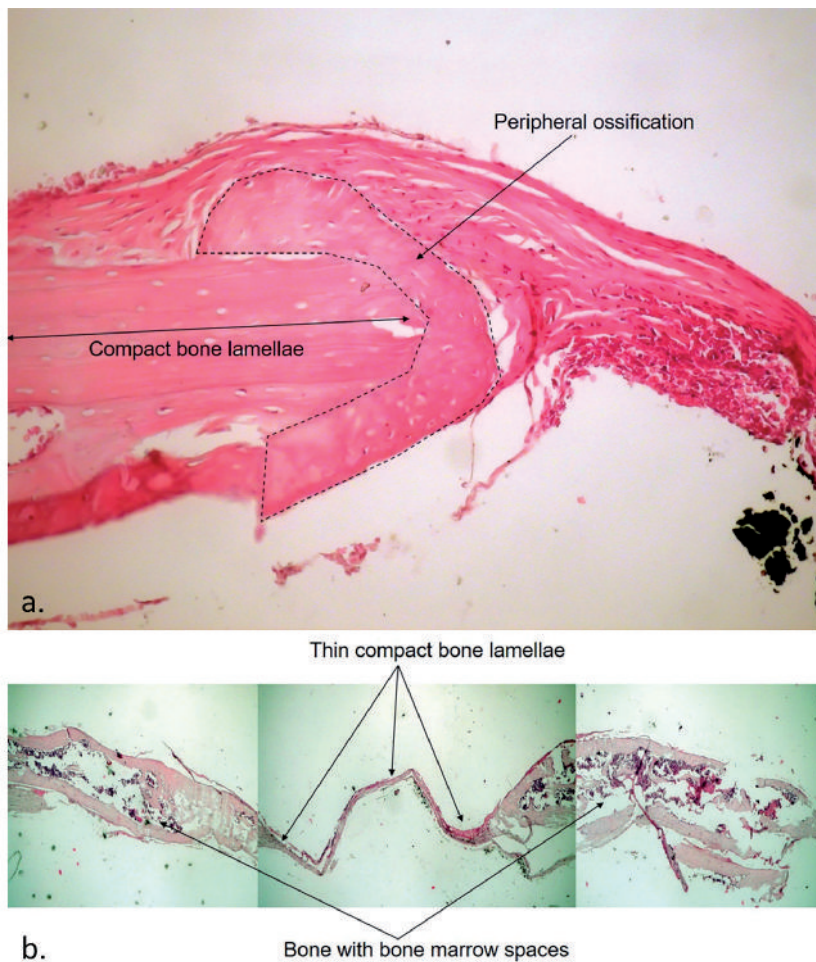 Peripheral ossification
Compact bone lamellae
a.
Thin compact bone lamellae
Bone with bone marrow spaces
b.